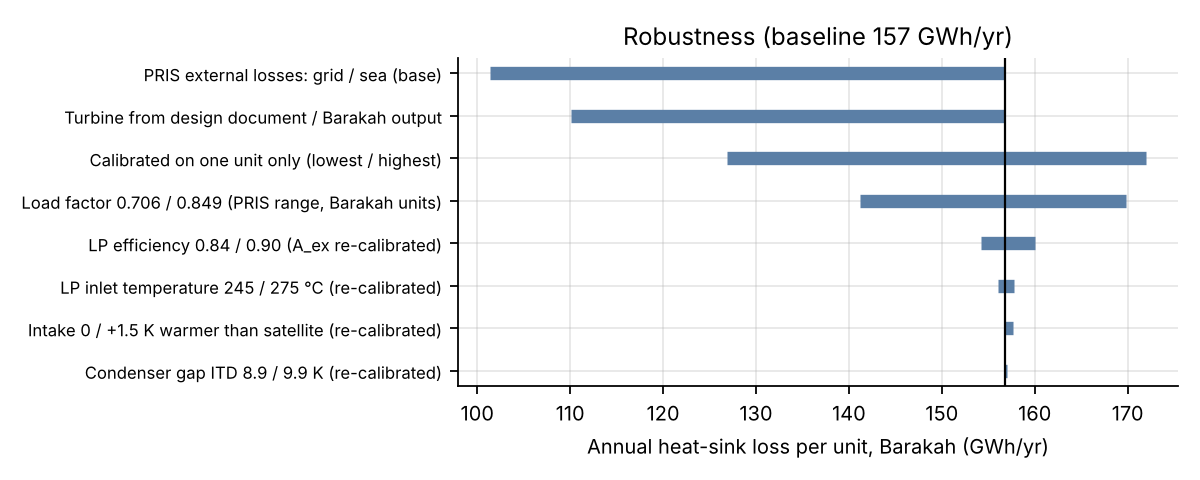 Robustness (baseline 157 GWh/yr)
PRIS external losses: grid / sea (base)
Turbine from design document / Barakah output
Calibrated on one unit only (lowest / highest)
Load factor 0.706 / 0.849 (PRIS range, Barakah units)
LP efficiency 0.84 / 0.90 (A_ex re-calibrated)
LP inlet temperature 245 / 275 °C (re-calibrated)
Intake 0 / +1.5 K warmer than satellite (re-calibrated)
Condenser gap ITD 8.9 / 9.9 K (re-calibrated)
100 110 120 130 140 150 160 170
Annual heat-sink loss per unit, Barakah (GWh/yr)